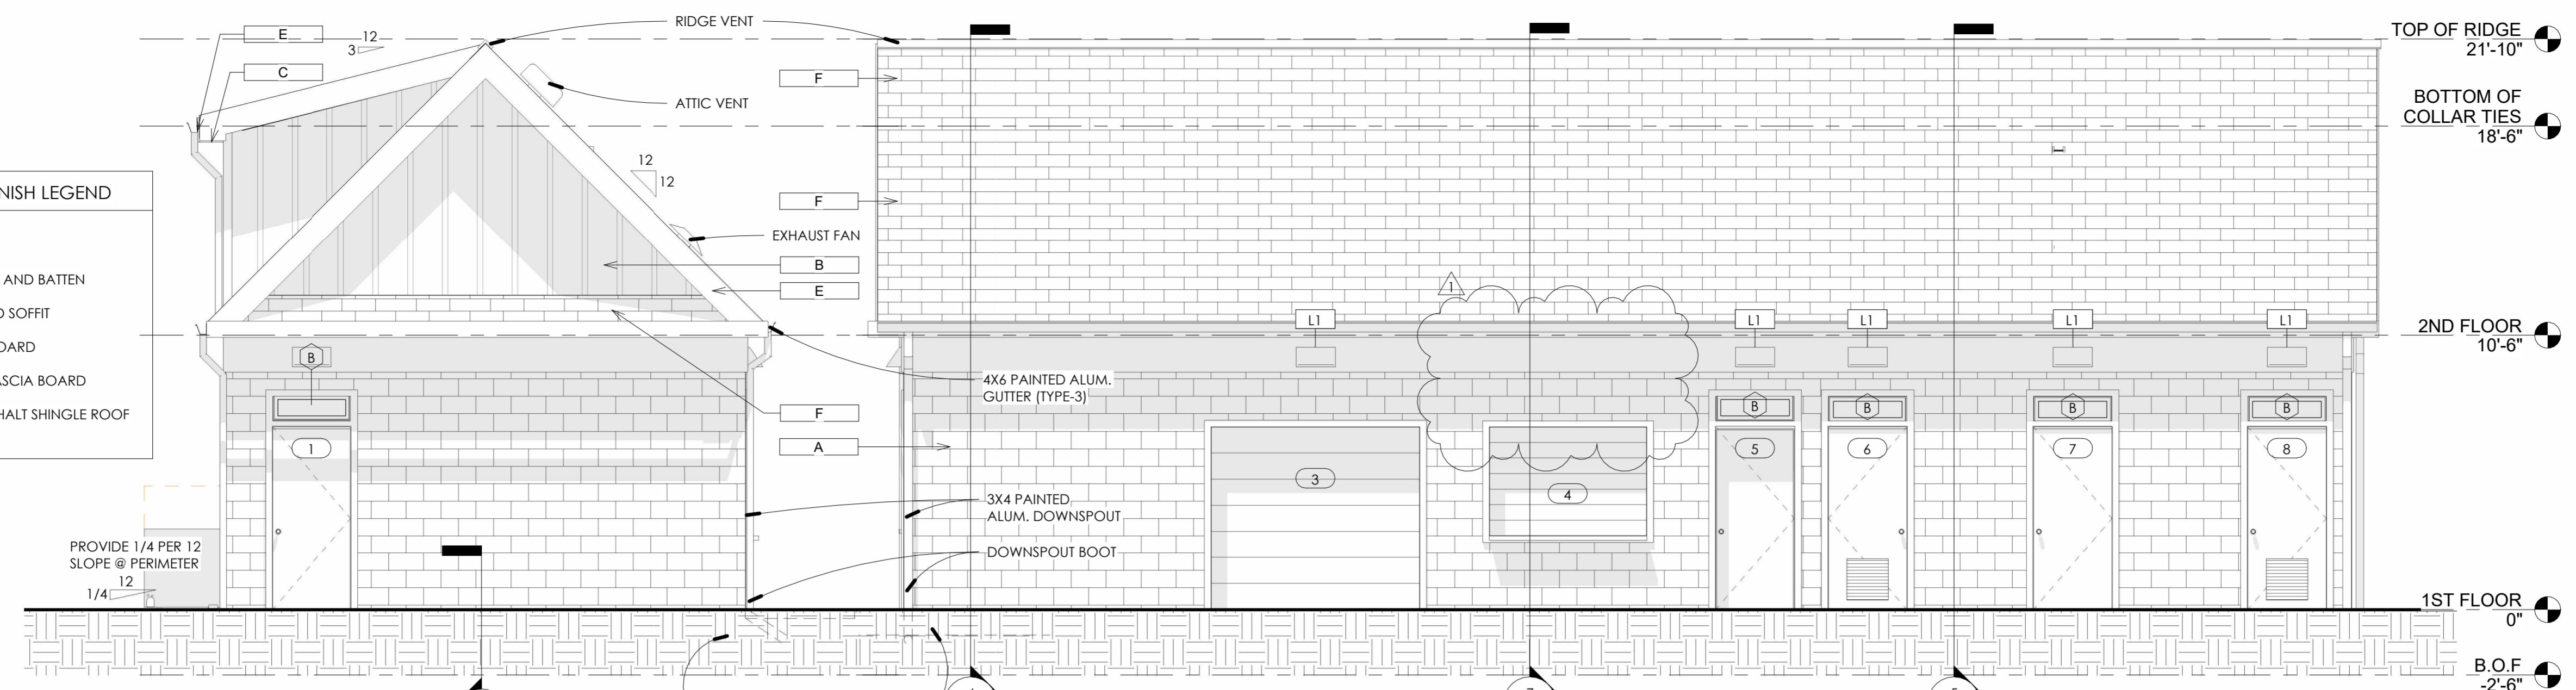 E
12
3
C
RIDGE VENT
F
ATTIC VENT
12
12
F
EXHAUST FAN
B
E
NISH LEGEND
AND BATTEN
SOFFIT
ASCIA BOARD
HALT SHINGLE ROOF
B
1
4X6 PAINTED ALUM.
GUTTER (TYPE-3)
F
A
3X4 PAINTED
ALUM. DOWNSPOUT
DOWNSPOUT BOOT
PROVIDE 1/4 PER 12
SLOPE @ PERIMETER
12
1/4
1
L1
L1
L1
L1
L1
B
B
B
B
3
4
5
6
7
8
TOP OF RIDGE
21'-10"
BOTTOM OF
COLLAR TIES
18'-6"
2ND FLOOR
10'-6"
1ST FLOOR
0"
B.O.F
-2'-6"